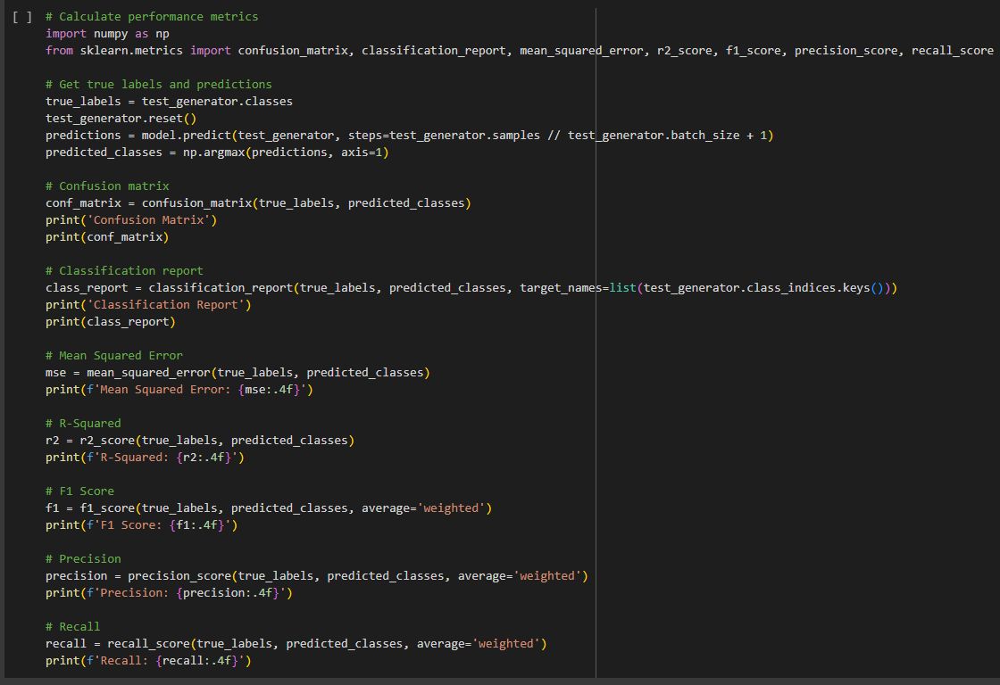 [ ] # Calculate performance metrics
import numpy as np
from sklearn.metrics import confusion_matrix, classification_report, mean_squared_error, r2_score, f1_score, precision_score, recall_score
# Get true labels and predictions
true_labels = test_generator.classes
test_generator.reset()
predictions = model.predict(test_generator, steps=test_generator.samples // test_generator.batch_size + 1)
predicted_classes = np.argmax(predictions, axis=1)
# Confusion matrix
conf_matrix = confusion_matrix(true_labels, predicted_classes)
print('Confusion Matrix')
print(conf_matrix)
# Classification report
class_report = classification_report(true_labels, predicted_classes, target_names=list(test_generator.class_indices.keys()))
print('Classification Report')
print(class_report)
# Mean Squared Error
mse = mean_squared_error(true_labels, predicted_classes)
print(f'Mean Squared Error: {mse:.4f}')
# R-Squared
r2 = r2_score(true_labels, predicted_classes)
print(f'R-Squared: {r2:.4f}')
# F1 Score
f1 = f1_score(true_labels, predicted_classes, average='weighted')
print(f'F1 Score: {f1:.4f}')
# Precision
precision = precision_score(true_labels, predicted_classes, average='weighted')
print(f'Precision: {precision:.4f}')
# Recall
recall = recall_score(true_labels, predicted_classes, average='weighted')
print(f'Recall: {recall:.4f}')